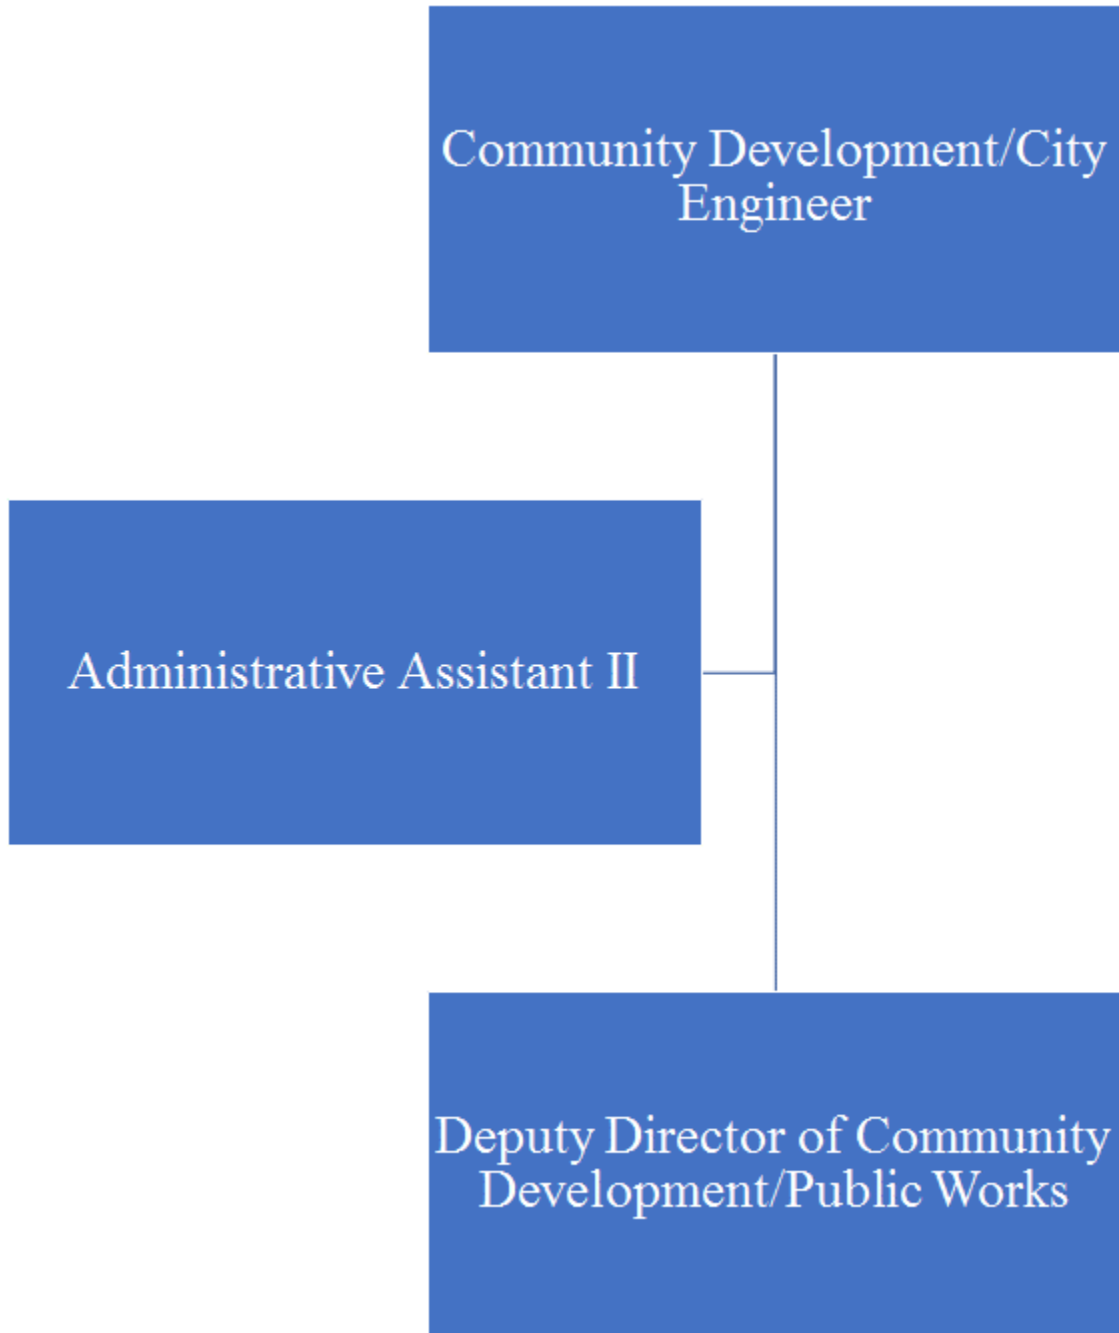 Community Development/City
Engineer
Administrative Assistant II
Deputy Director of Community
Development/Public Works